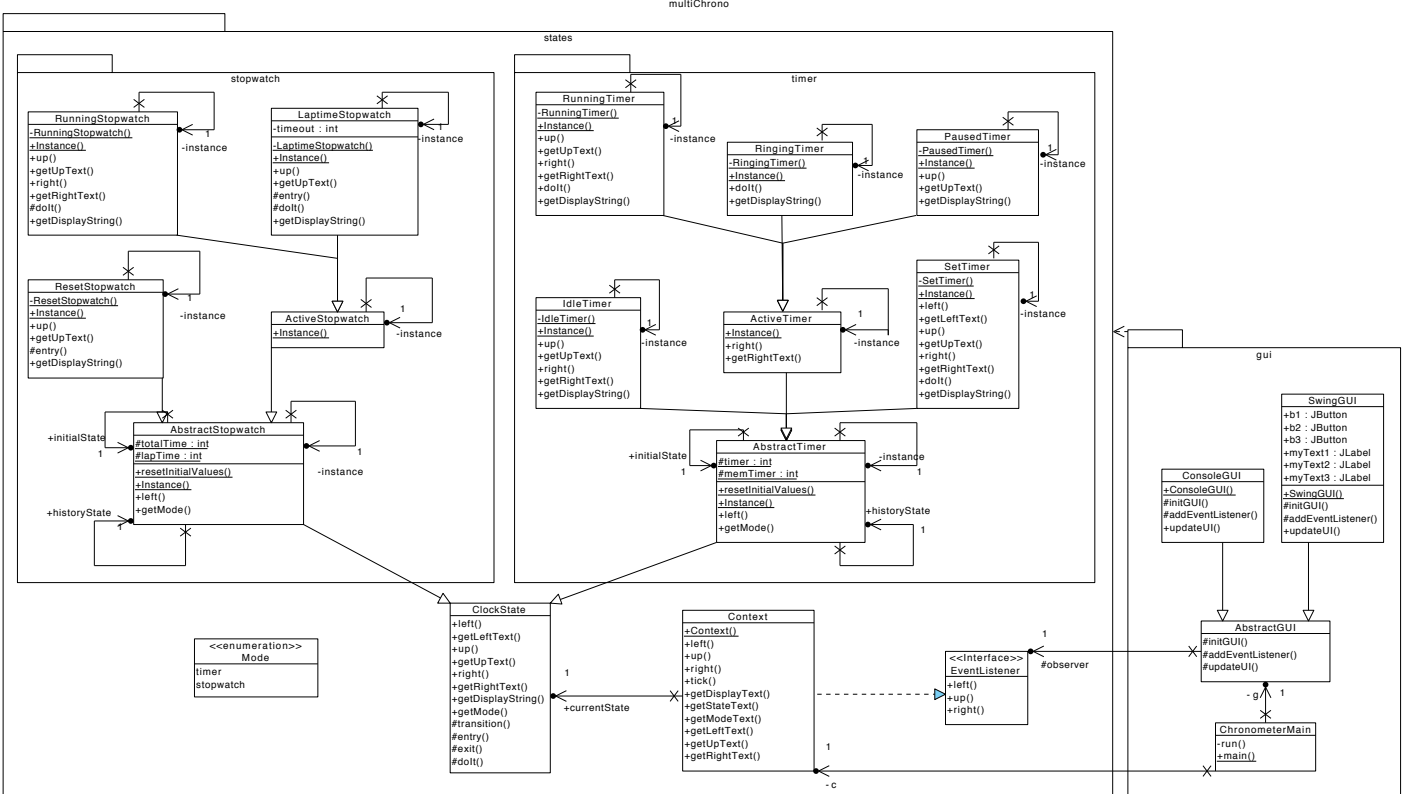 multiChrono
states
stopwatch
RunningStopwatch
-RunningStopwatch()
+Instance()
+up()
+getUpText()
+right()
+getRightText()
#doIt()
+getDisplayString()
1
-instance
LaptimeStopwatch
-timeout : int
-LaptimeStopwatch()
+Instance()
+up()
+getUpText()
#entry()
#doIt()
+getDisplayString()
1
-instance
ResetStopwatch
-ResetStopwatch()
+Instance()
+up()
+getUpText()
#entry()
+getDisplayString()
1
-instance
ActiveStopwatch
+Instance()
1
-instance
AbstractStopwatch
#totalTime : int
#lapTime : int
+resetInitialValues()
+Instance()
+left()
+getMode()
+initialState
1
1
-instance
+historyState
1
timer
RunningTimer
-RunningTimer()
+Instance()
+up()
+getUpText()
+right()
+getRightText()
+doIt()
+getDisplayString()
1
-instance
RingingTimer
-RingingTimer()
+Instance()
+doIt()
+getDisplayString()
1
-instance
PausedTimer
-PausedTimer()
+Instance()
+up()
+getUpText()
1
-instance
IdleTimer
-IdleTimer()
+Instance()
+up()
+getUpText()
+right()
+getRightText()
+getDisplayString()
1
-instance
ActiveTimer
+Instance()
+right()
+getRightText()
1
-instance
SetTimer
-SetTimer()
+Instance()
+left()
+getLeftText()
+up()
+getUpText()
+right()
+getRightText()
+doIt()
+getDisplayString()
1
-instance
AbstractTimer
#timer : int
#memTimer : int
+resetInitialValues()
+Instance()
+left()
+getMode()
+initialState
1
-instance
1
+historyState
1
<<enumeration>>
Mode
timer
stopwatch
ClockState
+left()
+getLeftText()
+up()
+getUpText()
+right()
+getRightText()
+getDisplayString()
+getMode()
#transition()
#entry()
#exit()
#doIt()
1
+currentState
Context
+Context()
+left()
+up()
+right()
+tick()
+getDisplayText()
+getStateText()
+getModeText()
+getLeftText()
+getUpText()
+getRightText()
1
-c
<<Interface>>
EventListener
+left()
+up()
+right()
1
#observer
gui
ConsoleGUI
+ConsoleGUI()
#initGUI()
#addEventListener()
+updateUI()
SwingGUI
+b1 : JButton
+b2 : JButton
+b3 : JButton
+myText1 : JLabel
+myText2 : JLabel
+myText3 : JLabel
+SwingGUI()
#initGUI()
#addEventListener()
+updateUI()
AbstractGUI
#initGUI()
#addEventListener()
#updateUI()
-g
1
ChronometerMain
-run()
+main()